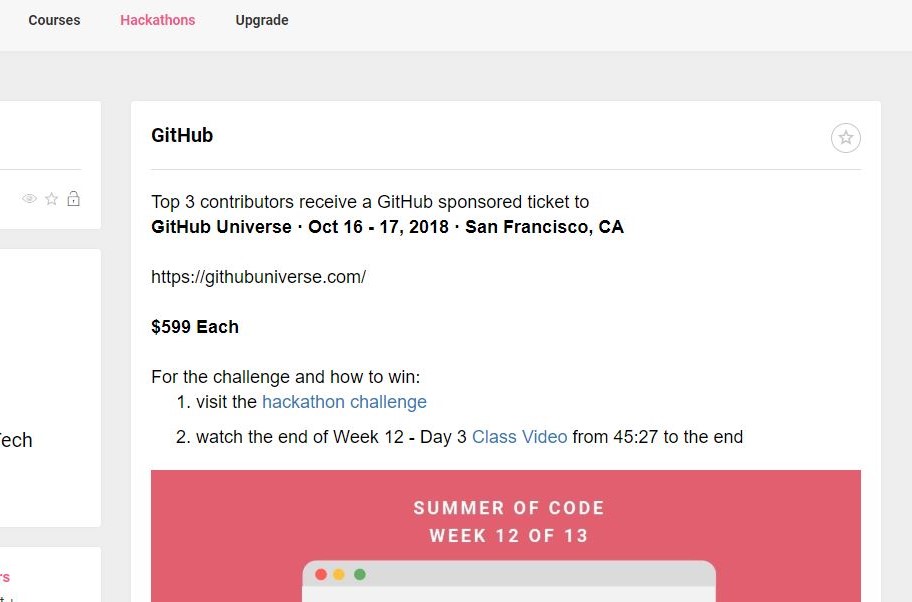 Courses Hackathons Upgrade
GitHub
Top 3 contributors receive a GitHub sponsored ticket to
GitHub Universe · Oct 16 - 17, 2018 · San Francisco, CA
https://githubuniverse.com/
$599 Each
For the challenge and how to win:
1. visit the hackathon challenge
2. watch the end of Week 12 - Day 3 Class Video from 45:27 to the end
SUMMER OF CODE
WEEK 12 OF 13